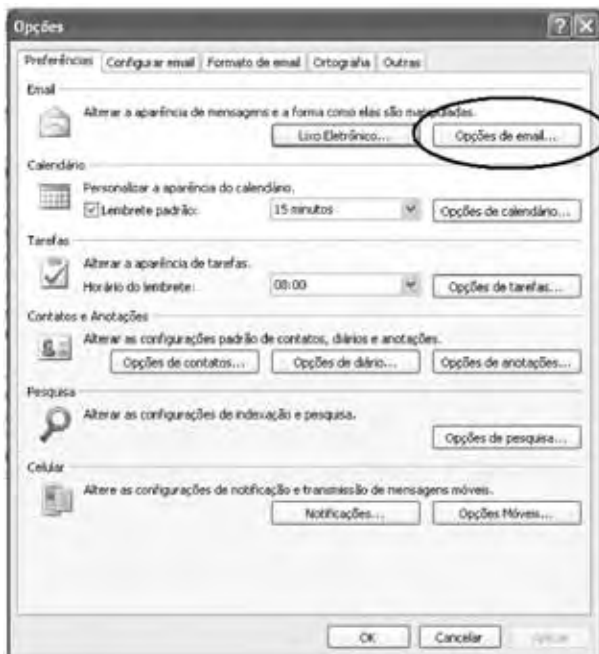 Opções
Preferências Configurar email Formato de email Ortografia Outras
Email
Alterar a aparência de mensagens e a forma como elas são manipuladas.
Lixo Eletrônico... Opções de email...
Calendário
Personalizar a aparência do calendário.
Lembrete padrão: 15 minutos Opções de calendário...
Tarefas
Alterar a aparência de tarefas.
Horário do lembrete: 08:00 Opções de tarefas...
Contatos e Anotações
Alterar as configurações padrão de contatos, diários e anotações.
Opções de contatos... Opções de diário... Opções de anotações...
Pesquisa
Alterar as configurações de indexação e pesquisa.
Opções de pesquisa...
Celular
Altere as configurações de notificação e transmissão de mensagens móveis.
Notificações... Opções Móveis...
OK Cancelar Aplicar